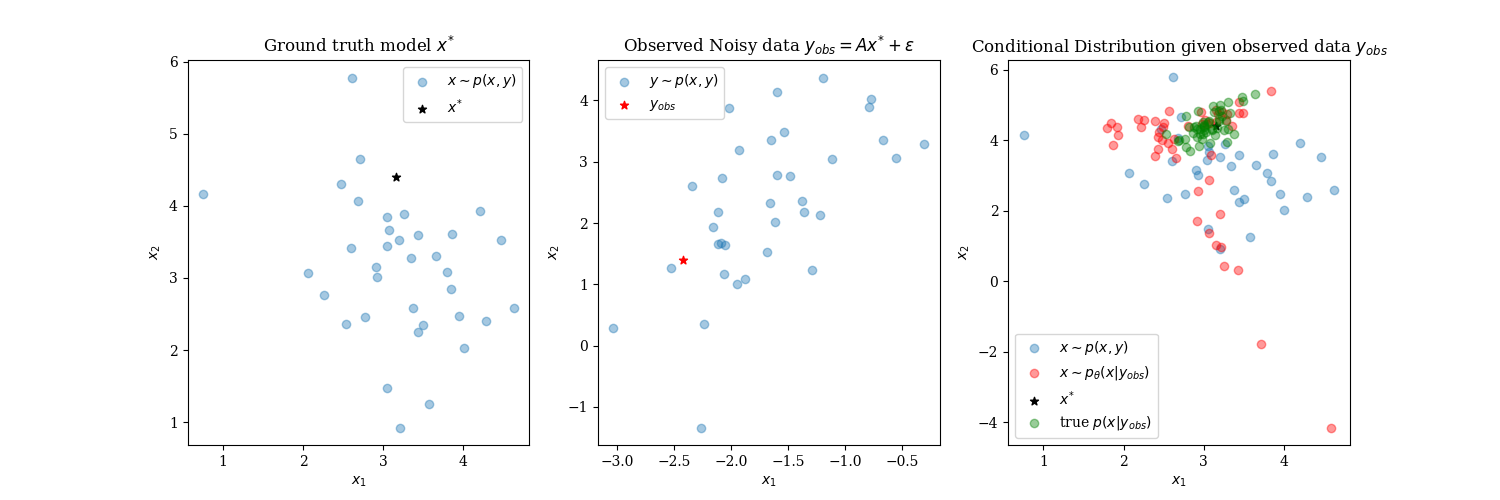 Ground truth model x*
x ~ p(x, y)
x*
x₂
6
5
4
3
2
1
1
2
3
4
x₁
Observed Noisy data y_obs = Ax* + ε
y ~ p(x, y)
y_obs
x₂
4
3
2
1
0
−1
−3.0
−2.5
−2.0
−1.5
−1.0
−0.5
x₁
Conditional Distribution given observed data y_obs
x₂
6
4
2
0
−2
−4
x ~ p(x, y)
x ~ p_θ(x|y_obs)
x*
true p(x|y_obs)
1
2
3
4
x₁